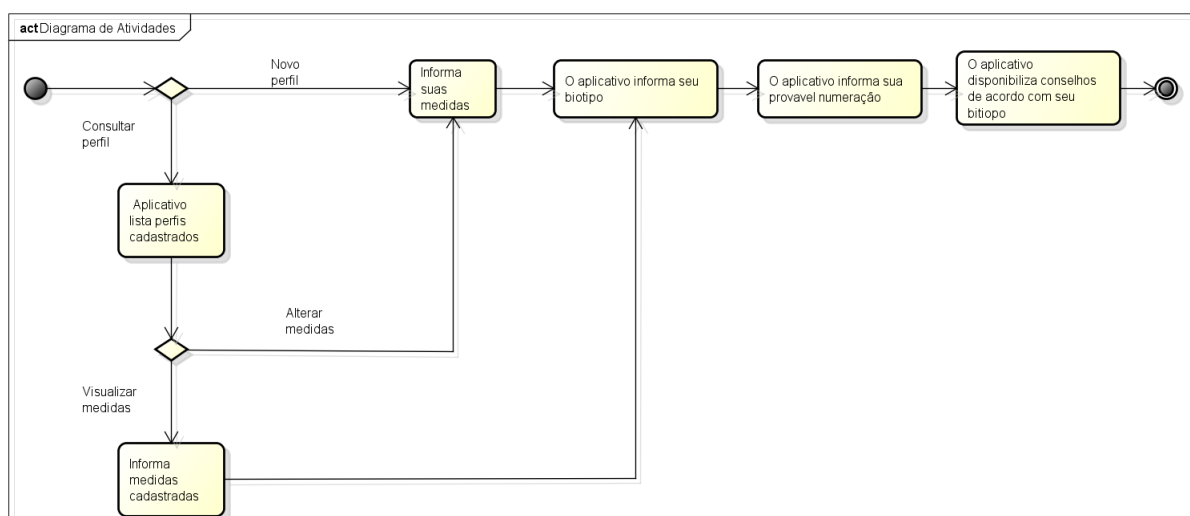 act Diagrama de Atividades
Novo
perfil
Informa
suas
medidas
O aplicativo informa seu
biotipo
O aplicativo informa sua
provavel numeração
O aplicativo
disponibiliza conselhos
de acordo com seu
bitiopo
Consultar
perfil
Aplicativo
lista perfis
cadastrados
Alterar
medidas
Visualizar
medidas
Informa
medidas
cadastradas